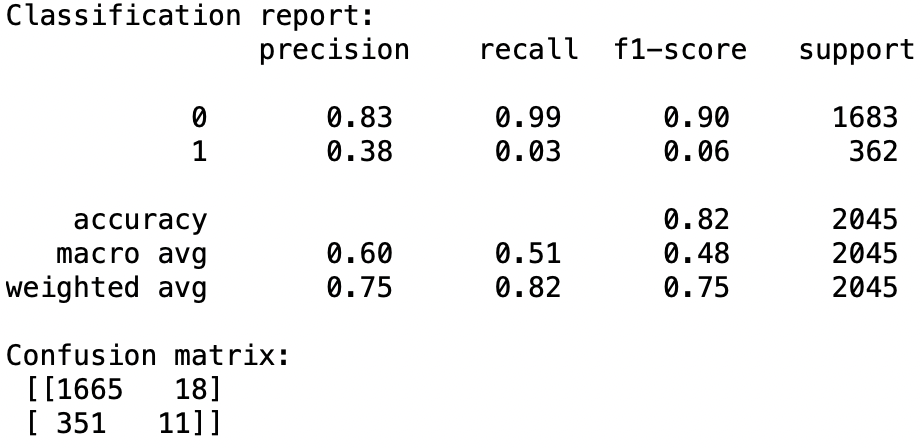 Classification report:
              precision    recall  f1-score   support

           0       0.83      0.99      0.90      1683
           1       0.38      0.03      0.06       362

    accuracy                           0.82      2045
   macro avg       0.60      0.51      0.48      2045
weighted avg       0.75      0.82      0.75      2045

Confusion matrix:
 [[1665   18]
 [ 351   11]]